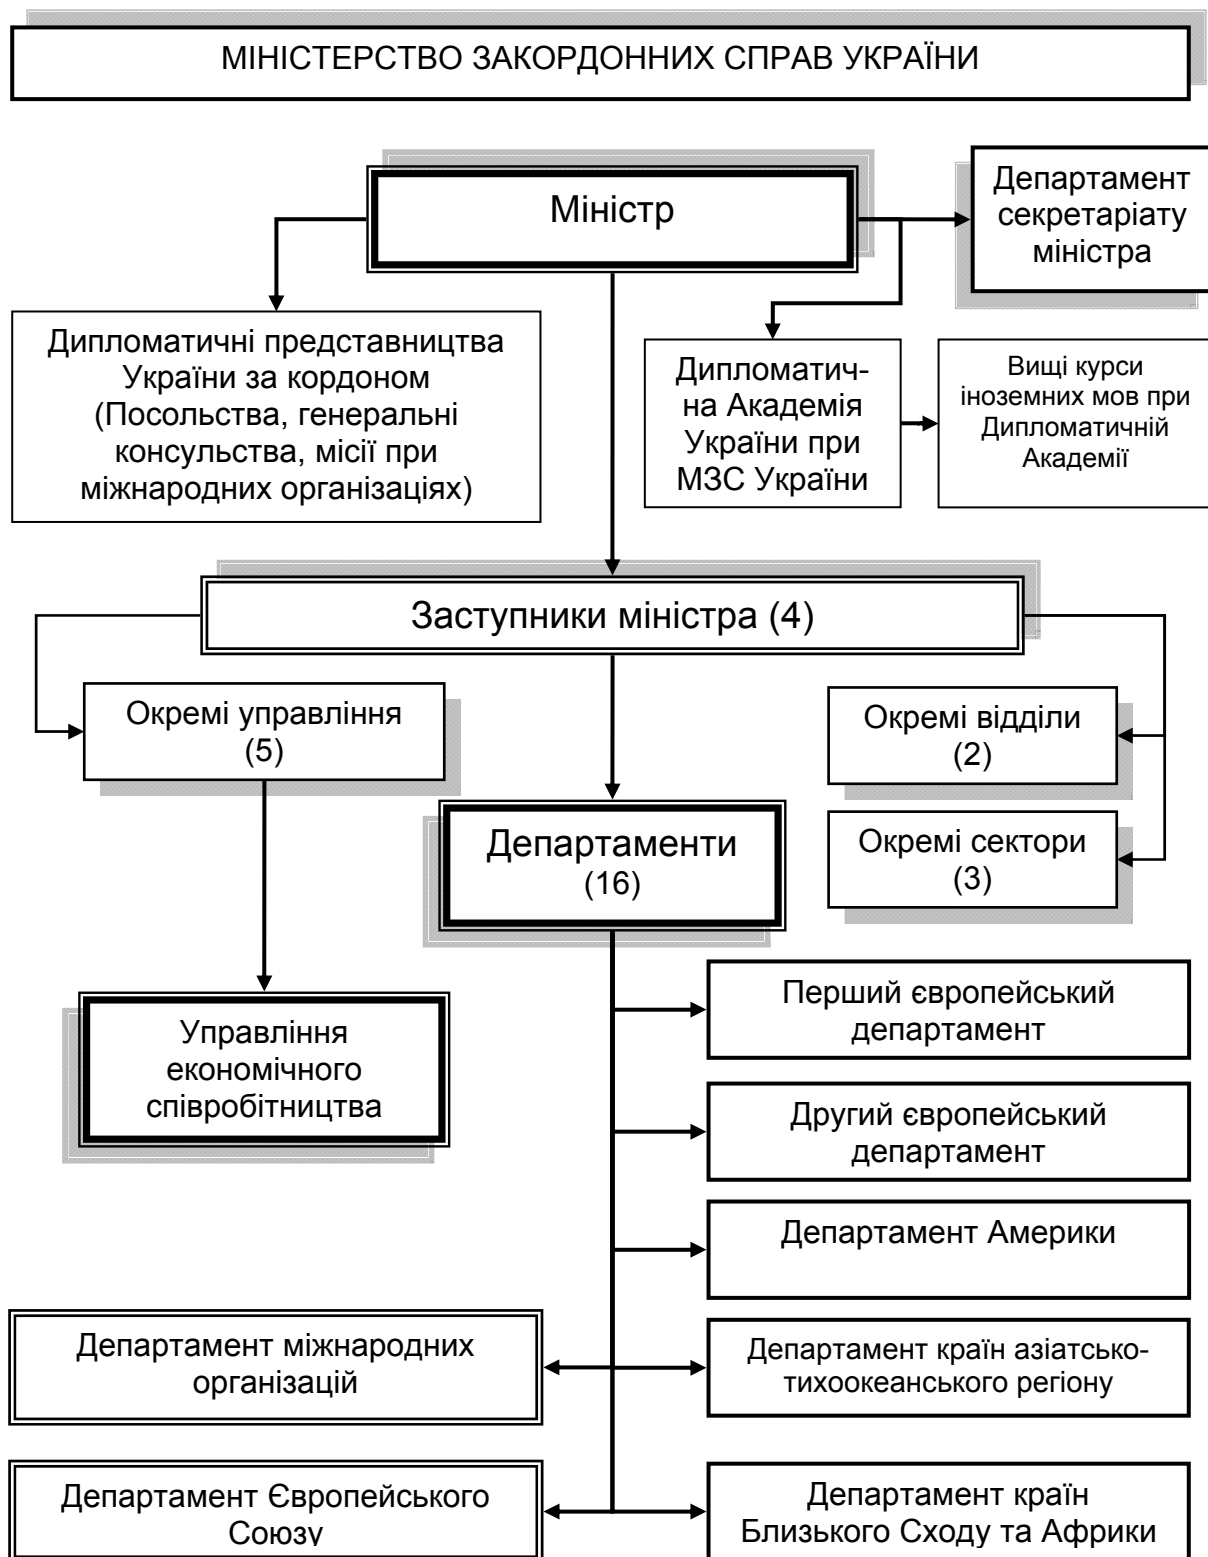 МІНІСТЕРСТВО ЗАКОРДОННИХ СПРАВ УКРАЇНИ
Міністр
Департамент
секретаріату
міністра
Дипломатичні представництва
України за кордоном
(Посольства, генеральні
консульства, місії при
міжнародних організаціях)
Дипломатич-
на Академія
України при
МЗС України
Вищі курси
іноземних мов при
Дипломатичній
Академії
Заступники міністра (4)
Окремі управління
(5)
Окремі відділи
(2)
Департаменти
(16)
Окремі сектори
(3)
Управління
економічного
співробітництва
Перший європейський
департамент
Другий європейський
департамент
Департамент Америки
Департамент міжнародних
організацій
Департамент країн азіатсько-
тихоокеанського регіону
Департамент Європейського
Союзу
Департамент країн
Близького Сходу та Африки